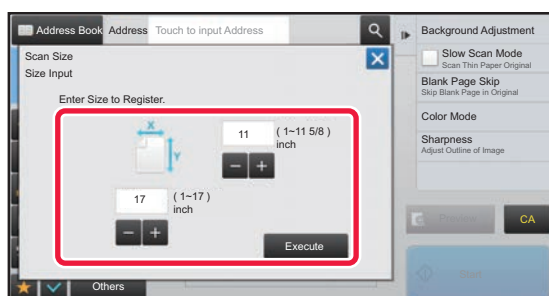 Address Book Address Touch to input Address
Scan Size
Size Input
Enter Size to Register.
X
Y
11 ( 1~11 5/8 )
inch
17 ( 1~17 )
inch
Execute
Others
Background Adjustment
Slow Scan Mode
Scan Thin Paper Original
Blank Page Skip
Skip Blank Page in Original
Color Mode
Sharpness
Adjust Outline of Image
Preview
CA
Start